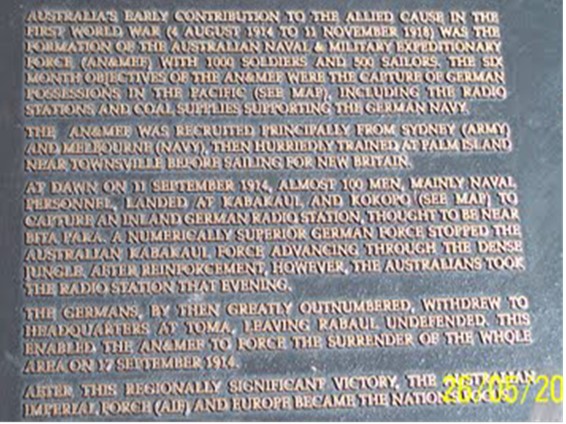 AUSTRALIA'S EARLY CONTRIBUTION TO THE ALLIED CAUSE IN THE
FIRST WORLD WAR (4 AUGUST 1914 TO 11 NOVEMBER 1918) WAS THE
FORMATION OF THE AUSTRALIAN NAVAL & MILITARY EXPEDITIONARY
FORCE (AN&MEF) WITH 1000 SOLDIERS AND 500 SAILORS. THE SIX
MONTH OBJECTIVES OF THE AN&MEF WERE THE CAPTURE OF GERMAN
POSSESSIONS IN THE PACIFIC (SEE MAP), INCLUDING THE RADIO
STATIONS AND COAL SUPPLIES SUPPORTING THE GERMAN NAVY.
THE AN&MEF WAS RECRUITED PRINCIPALLY FROM SYDNEY (ARMY)
AND MELBOURNE (NAVY), THEN HURRIEDLY TRAINED AT PALM ISLAND
NEAR TOWNSVILLE BEFORE SAILING FOR NEW BRITAIN.
AT DAWN ON 11 SEPTEMBER 1914, ALMOST 100 MEN, MAINLY NAVAL
PERSONNEL, LANDED AT KABAKAUL AND KOKOPO (SEE MAP) TO
CAPTURE AN INLAND GERMAN RADIO STATION, THOUGHT TO BE NEAR
BITA PAKA. A NUMERICALLY SUPERIOR GERMAN FORCE STOPPED THE
AUSTRALIAN KABAKAUL FORCE ADVANCING THROUGH THE DENSE
JUNGLE. AFTER REINFORCEMENT, HOWEVER, THE AUSTRALIANS TOOK
THE RADIO STATION THAT EVENING.
THE GERMANS, BY THEN GREATLY OUTNUMBERED, WITHDREW TO
HEADQUARTERS AT TOMA, LEAVING RABAUL UNDEFENDED. THIS
ENABLED THE AN&MEF TO FORCE THE SURRENDER OF THE WHOLE
AREA ON 17 SEPTEMBER 1914.
AFTER THIS REGIONALLY SIGNIFICANT VICTORY, THE AUSTRALIAN
IMPERIAL FORCE (AIF) AND EUROPE BECAME THE
26/05/20